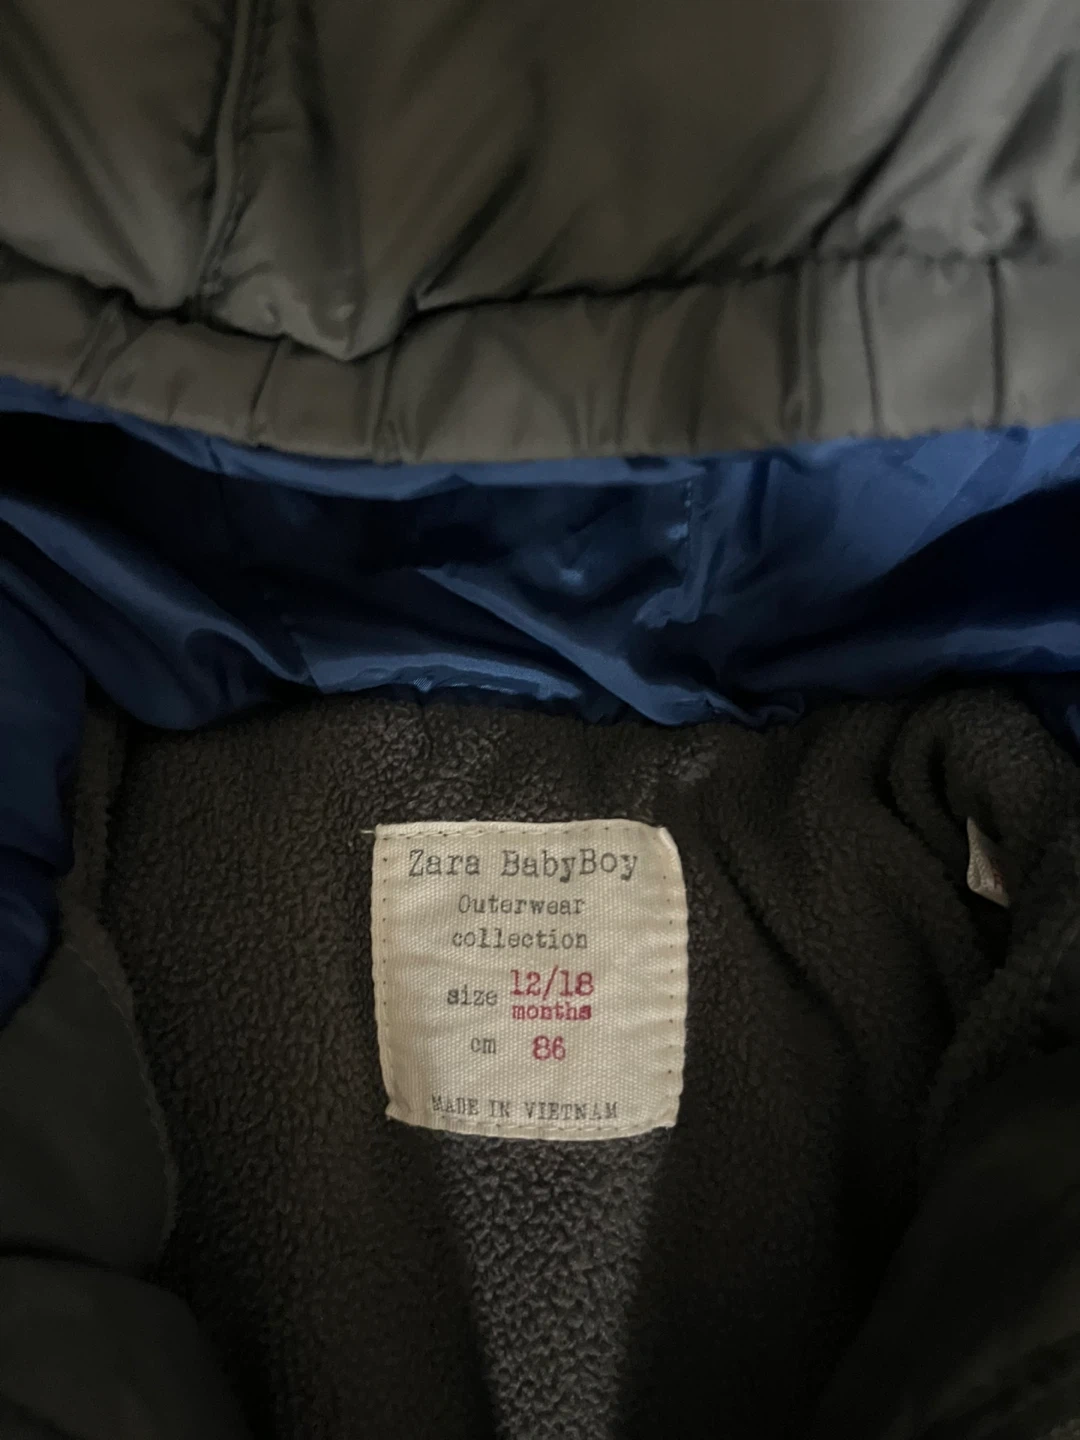 Zara BabyBoy
Outerwear
collection
size 12/18
months
cm 86
MADE IN VIETNAM